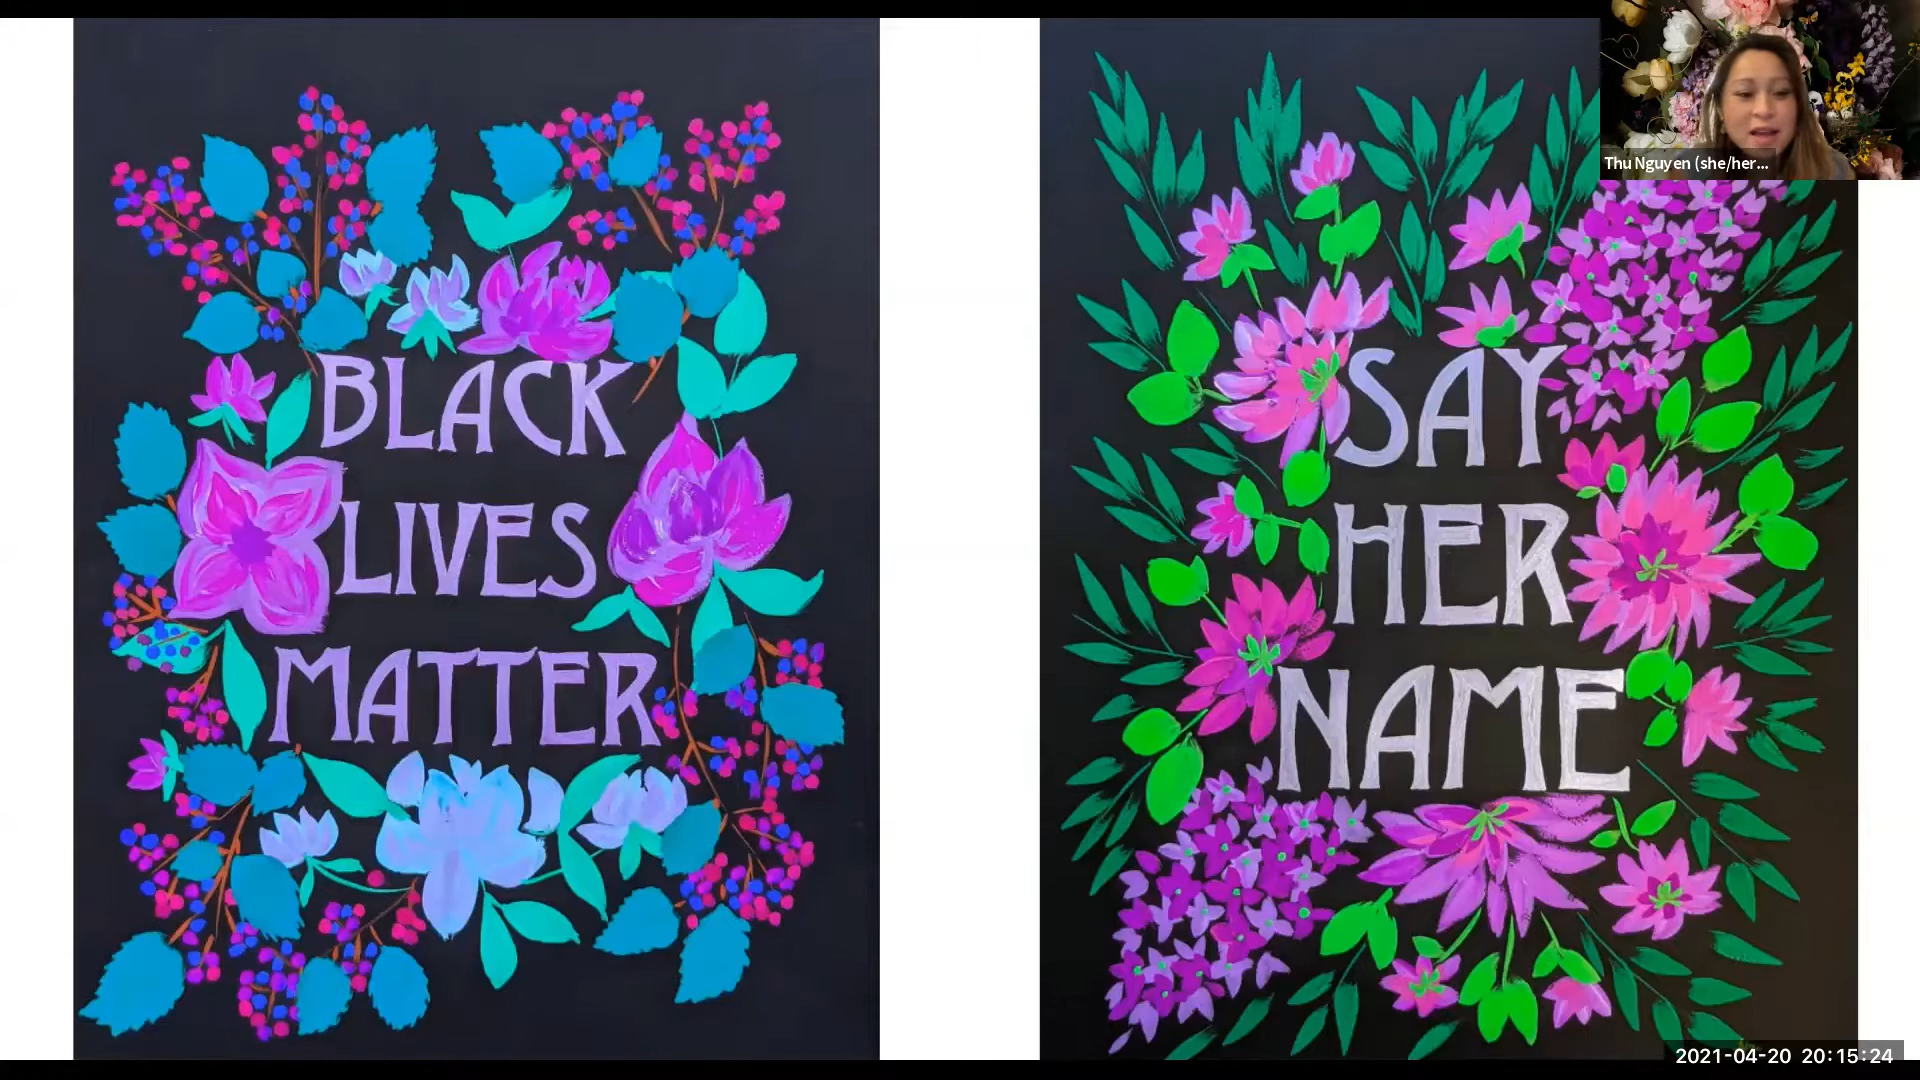 BLACK
LIVES
MATTER
SAY
HER
NAME
Thu Nguyen (she/her...
2021-04-20 20:15:24